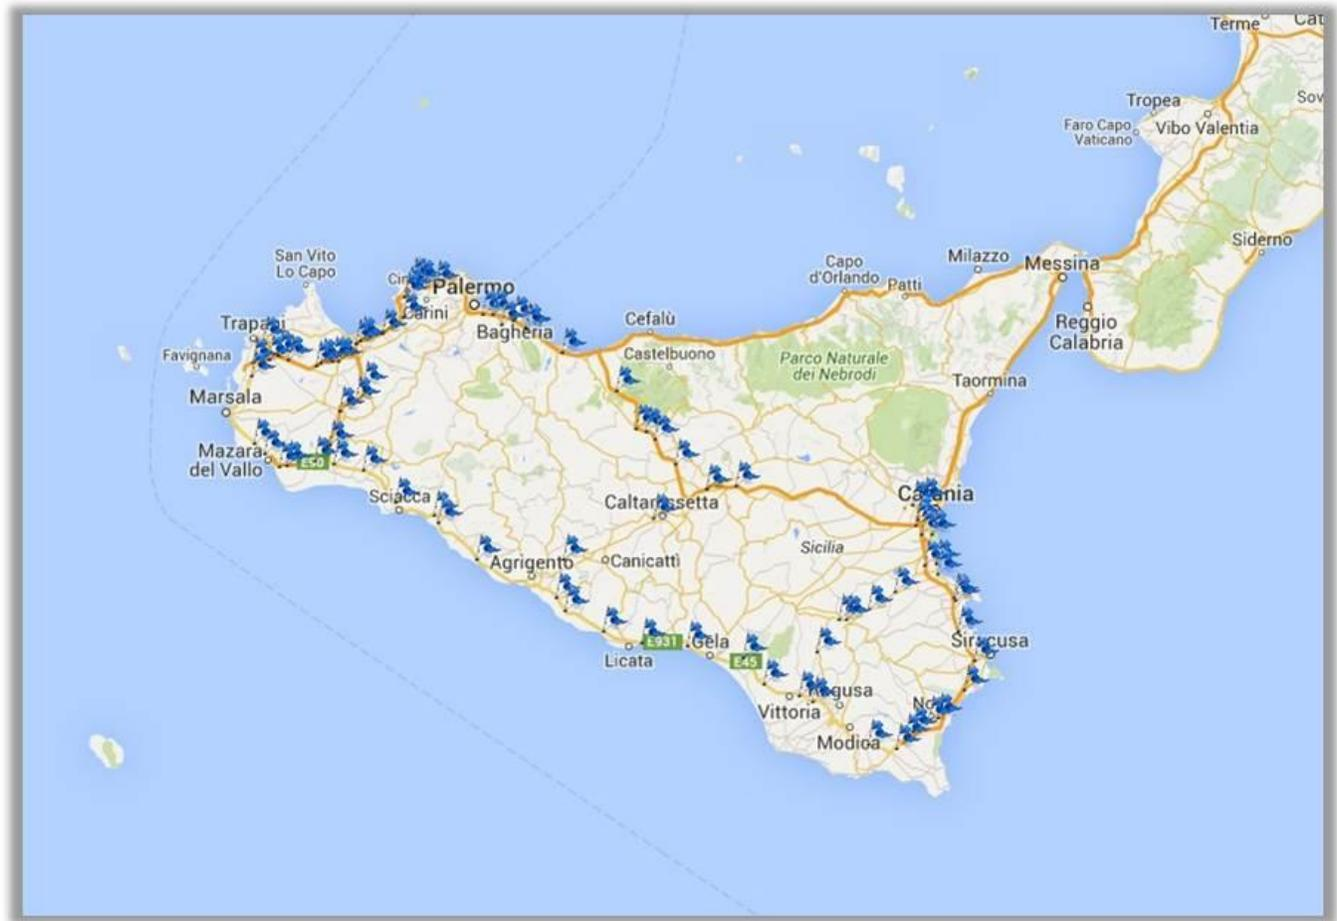 Terme
Cat
Tropea
Vibo Valentia
Sov
Faro Capo
Vaticano
Siderno
San Vito
Lo Capo
Capo
d'Orlando
Milazzo
Messina
Patti
Palermo
Carini
Trapani
Bagheria
Cefalù
Reggio
Calabria
Favignana
Castelbuono
Parco Naturale
dei Nebrodi
Taormina
Marsala
Mazara
del Vallo
E50
Sciacca
Caltanissetta
Catania
Sicilia
Agrigento
Canicattì
Licata
E931
Gela
E45
Siracusa
Vittoria
Ragusa
Modica